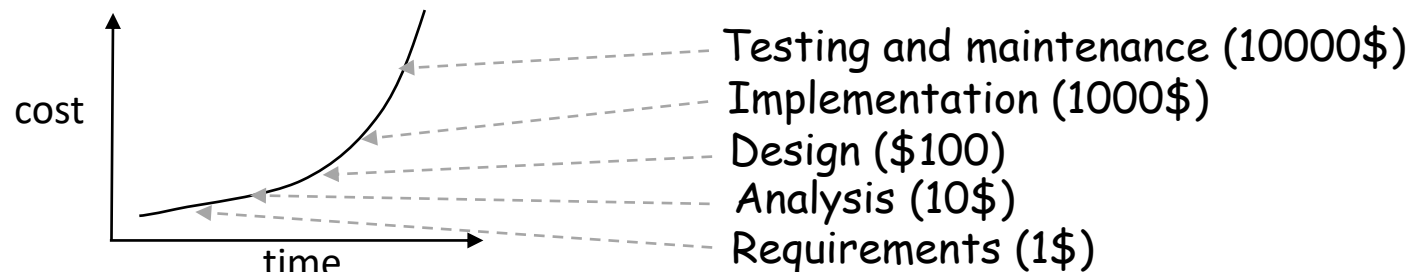 cost
time
Testing and maintenance (10000$)
Implementation (1000$)
Design ($100)
Analysis (10$)
Requirements (1$)